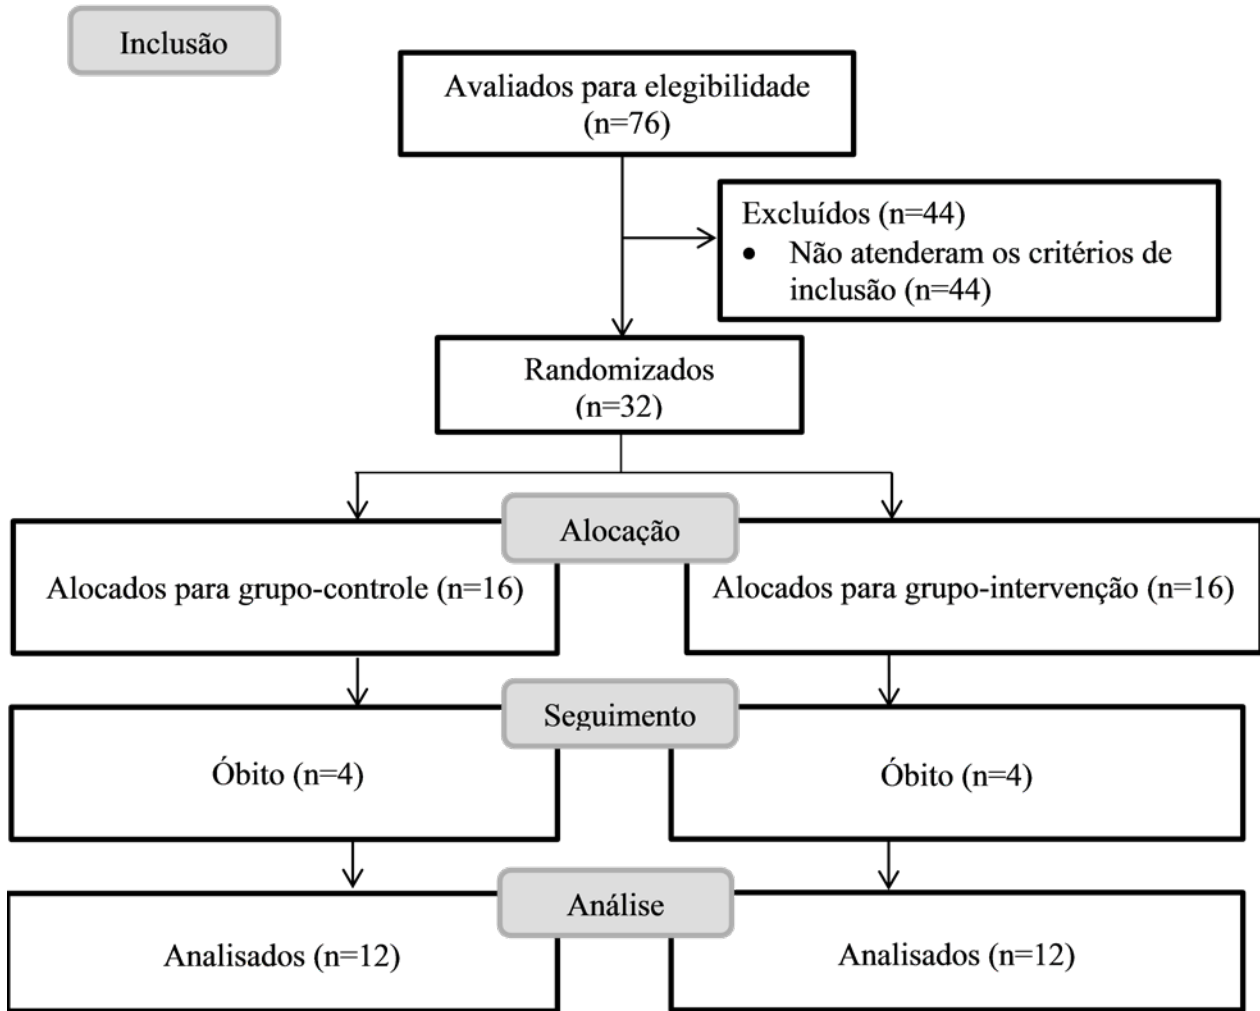 Inclusão
Avaliados para elegibilidade
(n=76)
Excluídos (n=44)
• Não atenderam os critérios de
inclusão (n=44)
Randomizados
(n=32)
Alocação
Alocados para grupo-controle (n=16)
Alocados para grupo-intervenção (n=16)
Seguimento
Óbito (n=4)
Óbito (n=4)
Análise
Analisados (n=12)
Analisados (n=12)